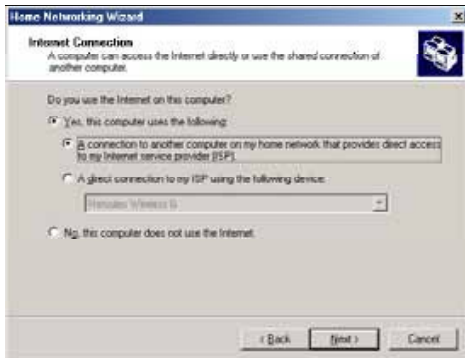 Home Networking Wizard
Internet Connection
A computer can access the Internet directly or use the shared connection of
another computer.
Do you use the Internet on this computer?
Yes, this computer uses the following:
A connection to another computer on my home network that provides direct access
to my Internet service provider (ISP).
A direct connection to my ISP using the following device:
Hercules Wireless G
No, this computer does not use the Internet.
< Back
Next >
Cancel